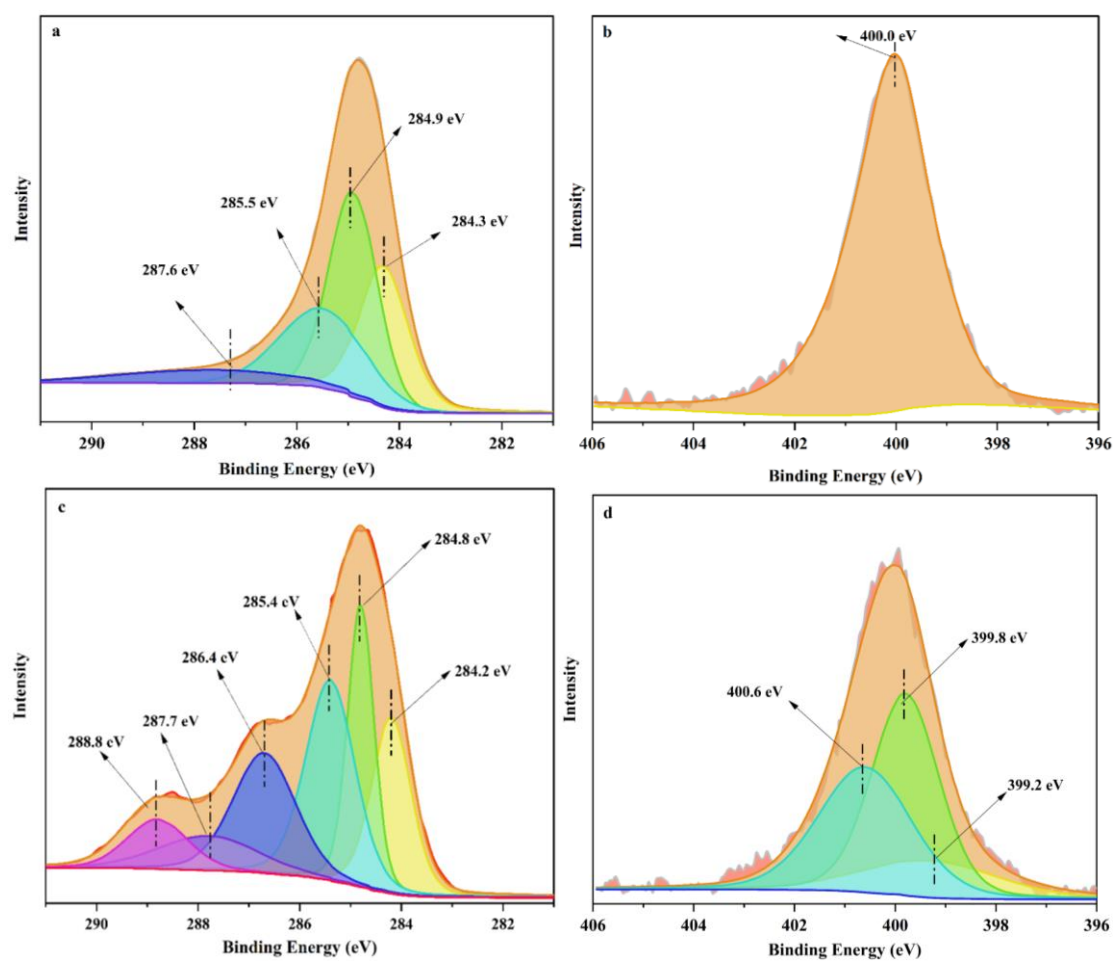 a
284.9 eV
285.5 eV
284.3 eV
287.6 eV
Intensity
290 288 286 284 282
Binding Energy (eV)
b
400.0 eV
Intensity
406 404 402 400 398 396
Binding Energy (eV)
c
284.8 eV
285.4 eV
286.4 eV
284.2 eV
287.7 eV
288.8 eV
Intensity
290 288 286 284 282
Binding Energy (eV)
d
399.8 eV
400.6 eV
399.2 eV
Intensity
406 404 402 400 398 396
Binding Energy (eV)